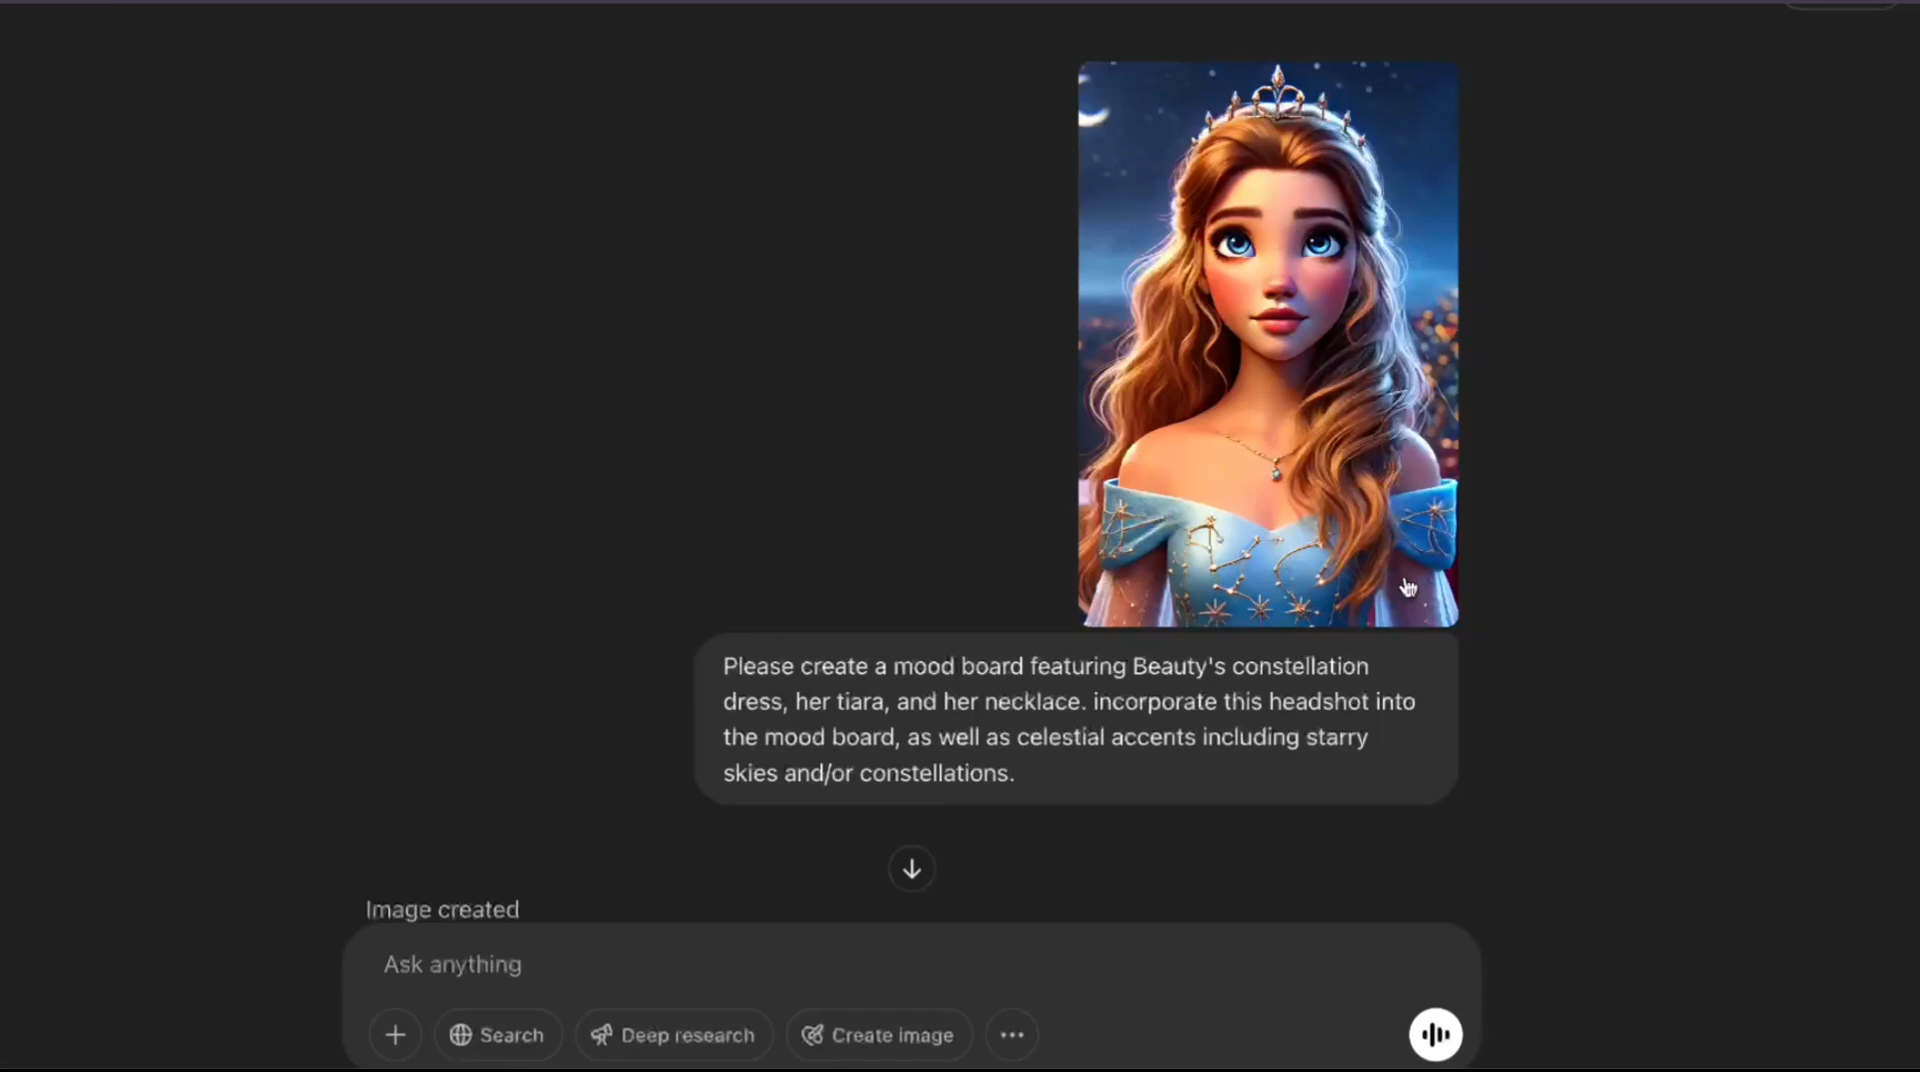 Please create a mood board featuring Beauty's constellation
dress, her tiara, and her necklace. incorporate this headshot into
the mood board, as well as celestial accents including starry
skies and/or constellations.
Image created
Ask anything
Search Deep research Create image